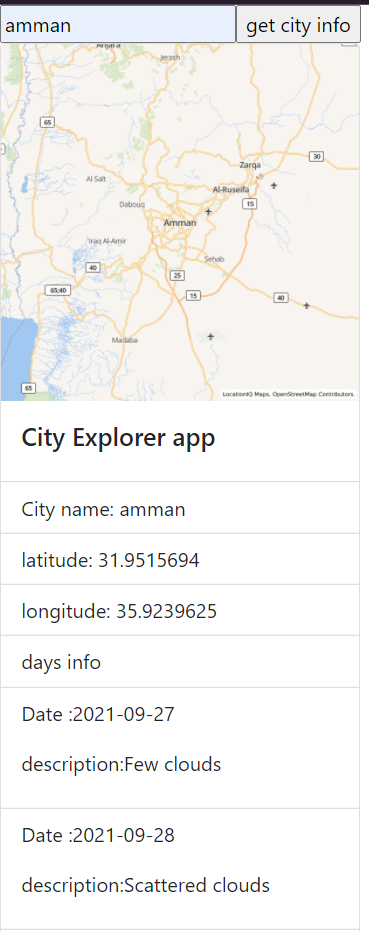 amman
get city info
Jerash
65
Zarqa
30
Al Salt
Al-Ruseifa
Dabouq
15
Amman
Iraq Al-Amir
Sehab
40
25
65;40
15
40
Madaba
65
LocationIQ Maps, OpenStreetMap Contributors.
City Explorer app
City name: amman
latitude: 31.9515694
longitude: 35.9239625
days info
Date :2021-09-27
description:Few clouds
Date :2021-09-28
description:Scattered clouds